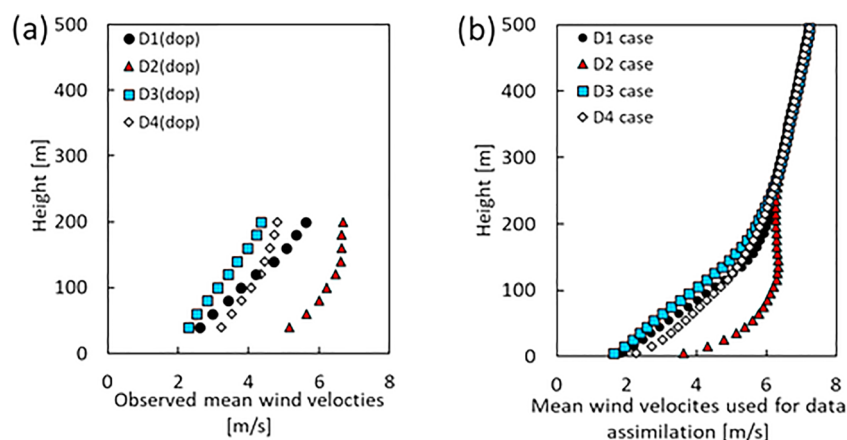 (a)
500
400
300
200
100
0
Height [m]
D1(dop)
D2(dop)
D3(dop)
D4(dop)
0 2 4 6 8
Observed mean wind velocties
[m/s]
(b)
500
400
300
200
100
0
Height [m]
D1 case
D2 case
D3 case
D4 case
0 2 4 6 8
Mean wind velocites used for data
assimilation [m/s]